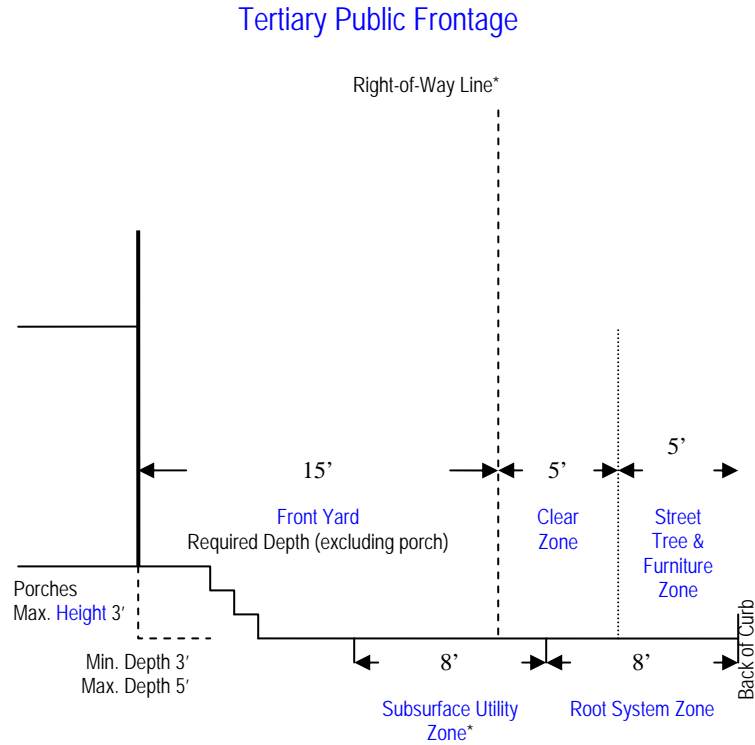 Tertiary Public Frontage
Right-of-Way Line*
15’
5’
5’
Front Yard
Required Depth (excluding porch)
Clear
Zone
Street
Tree &
Furniture
Zone
Porches
Max. Height 3′
Min. Depth 3′
Max. Depth 5′
8’
8’
Subsurface Utility
Zone*
Root System Zone
Back of Curb